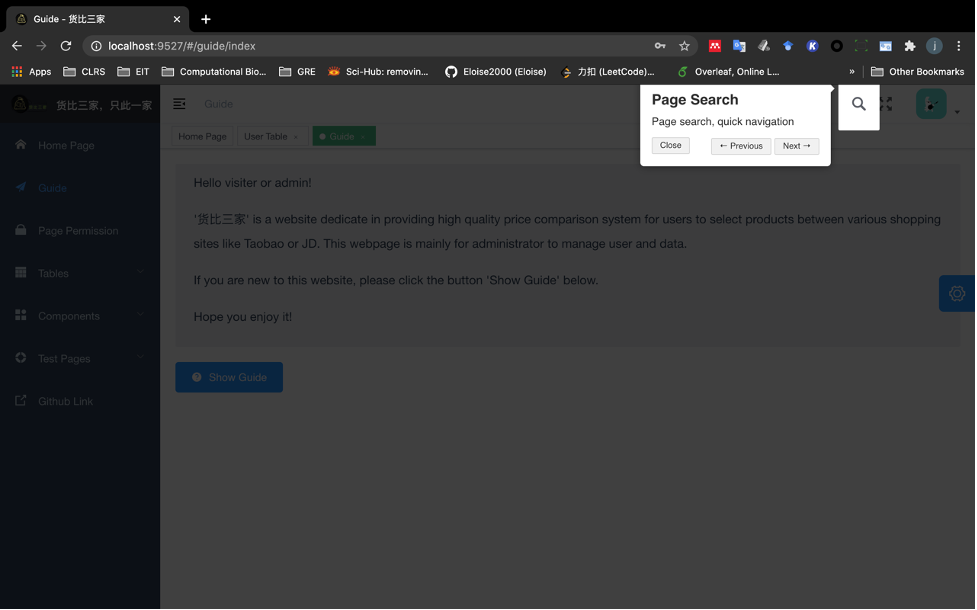 Guide - 货比三家
localhost:9527/#/guide/index
Apps CLRS EIT Computational Bio... GRE Sci-Hub: removin... Eloise2000 (Eloise) 力扣 (LeetCode)... Overleaf, Online L... » Other Bookmarks
货比三家，只此一家
Guide
Home Page User Table Guide
Page Search
Page search, quick navigation
Close ← Previous Next →
Home Page
Guide
Page Permission
Tables
Components
Test Pages
Github Link
Hello visiter or admin!
'货比三家' is a website dedicate in providing high quality price comparison system for users to select products between various shopping
sites like Taobao or JD. This webpage is mainly for administrator to manage user and data.
If you are new to this website, please click the button 'Show Guide' below.
Hope you enjoy it!
Show Guide